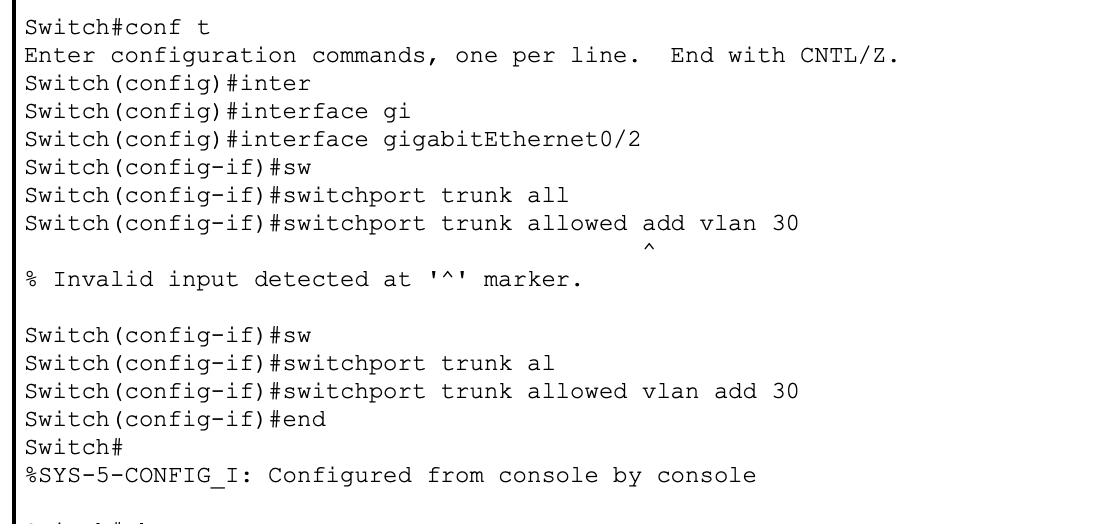 Switch#conf t
Enter configuration commands, one per line.  End with CNTL/Z.
Switch(config)#inter
Switch(config)#interface gi
Switch(config)#interface gigabitEthernet0/2
Switch(config-if)#sw
Switch(config-if)#switchport trunk all
Switch(config-if)#switchport trunk allowed add vlan 30
^
% Invalid input detected at '^' marker.
Switch(config-if)#sw
Switch(config-if)#switchport trunk al
Switch(config-if)#switchport trunk allowed vlan add 30
Switch(config-if)#end
Switch#
%SYS-5-CONFIG_I: Configured from console by console